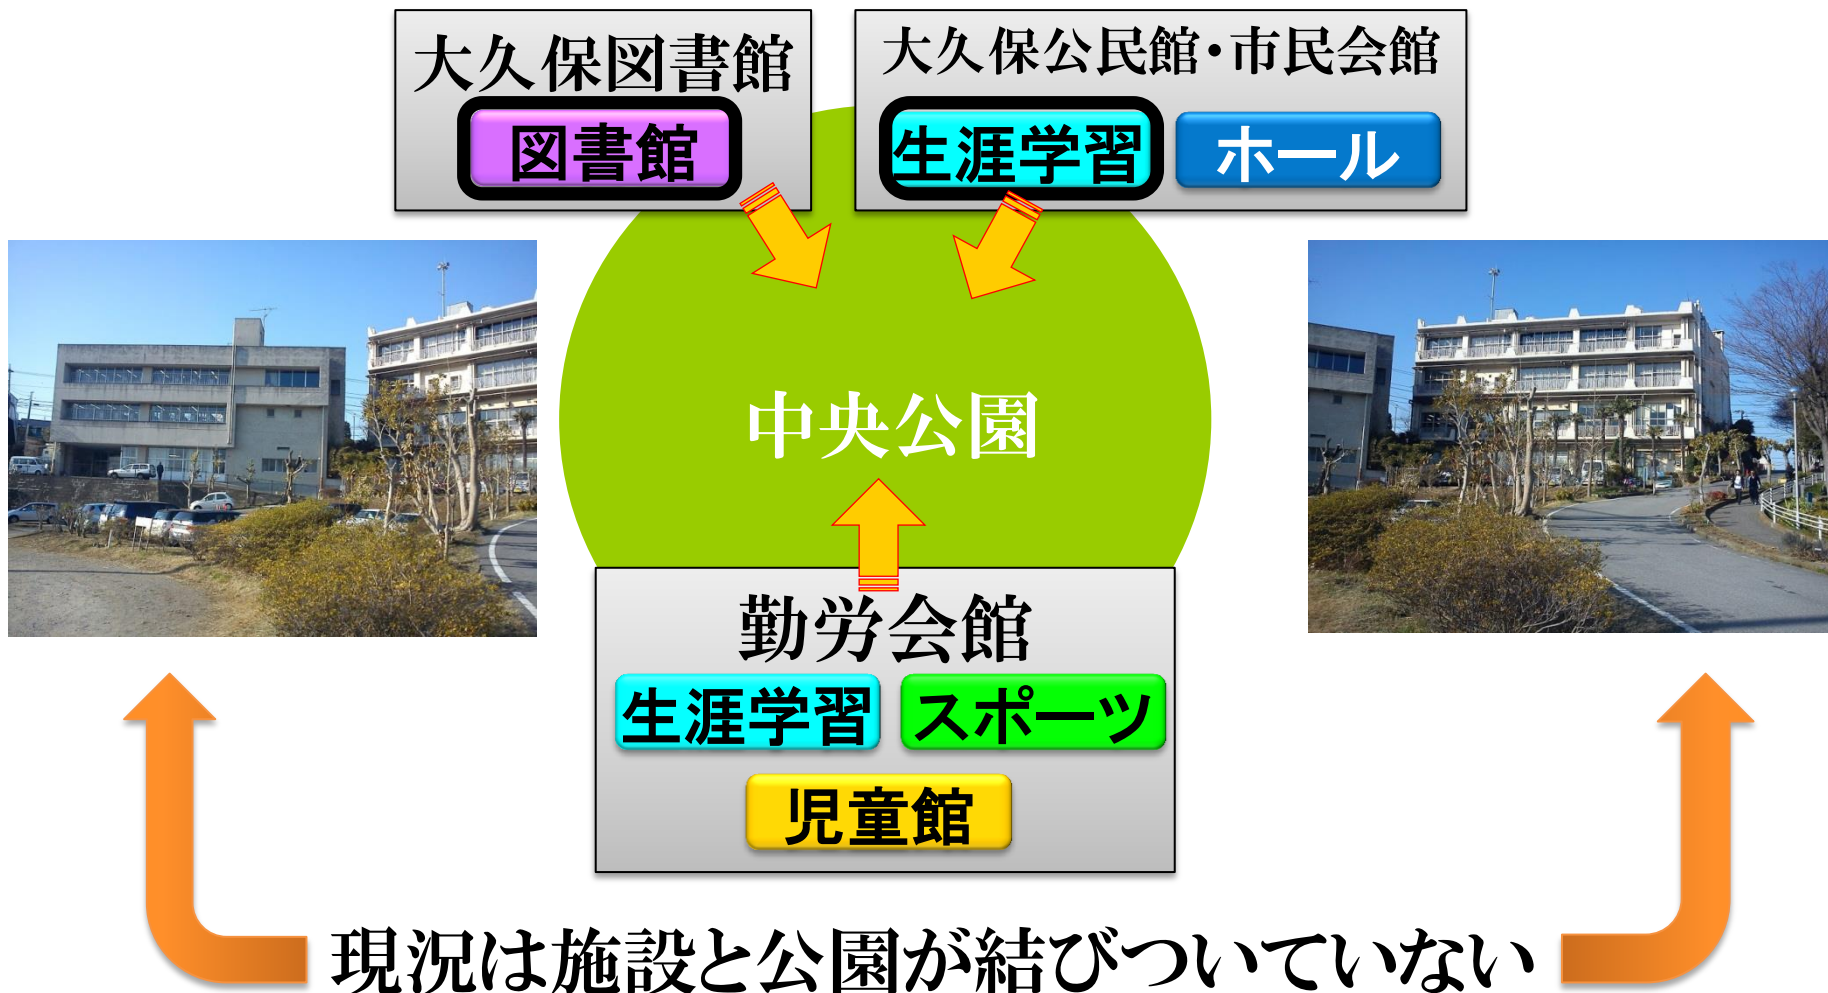 大久保図書館
図書館
大久保公民館・市民会館
生涯学習
ホール
中央公園
勤労会館
生涯学習
スポーツ
児童館
現況は施設と公園が結びついていない